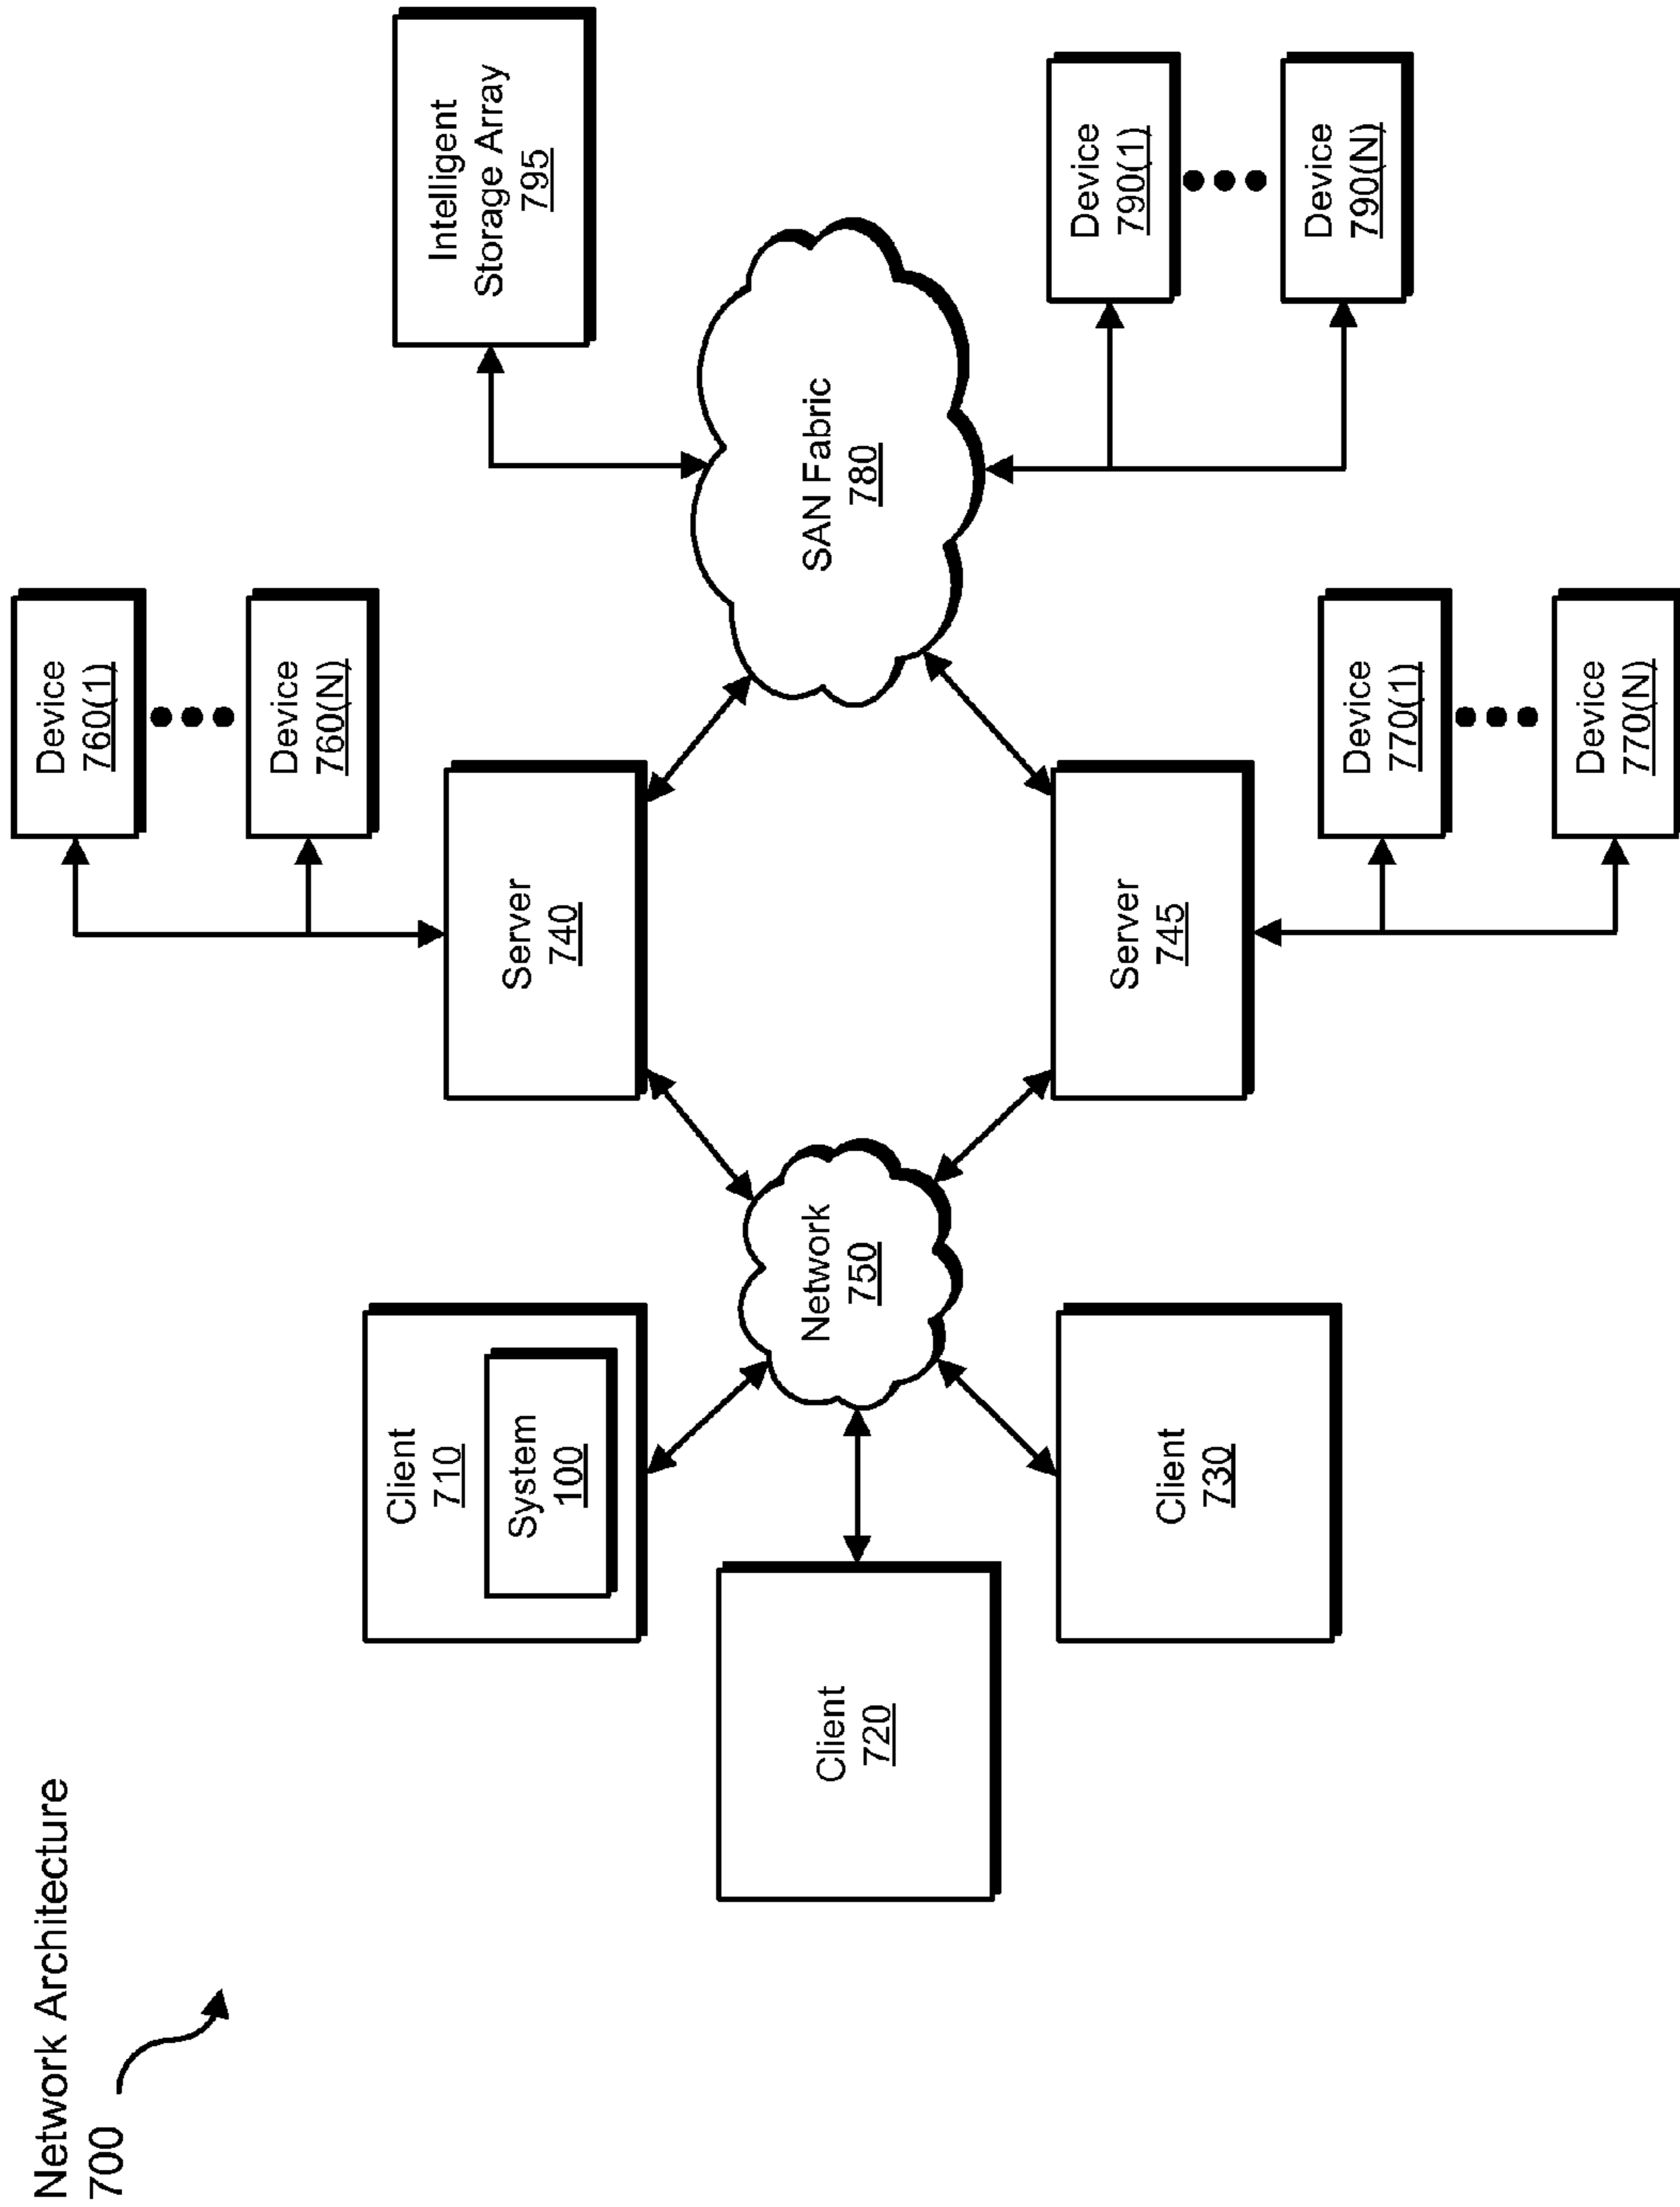 Network Architecture
700
Client
710
System
100
Client
720
Client
730
Network
750
Server
740
Server
745
Device
760(1)
Device
760(N)
Device
770(1)
Device
770(N)
SAN Fabric
780
Intelligent
Storage Array
795
Device
790(1)
Device
790(N)